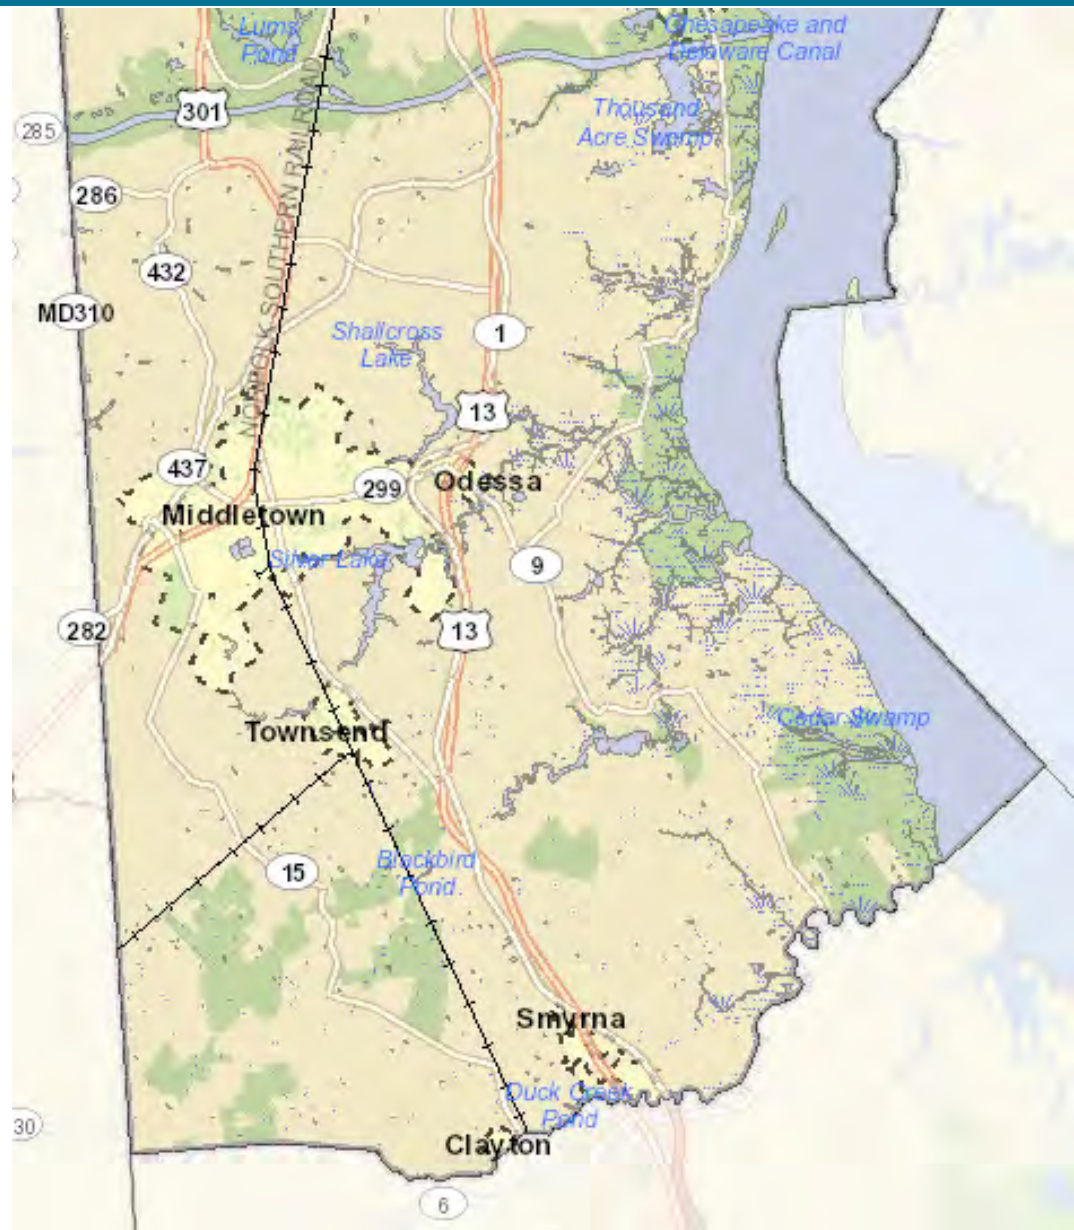 Lums
Pond
Chesapeake and
Delaware Canal
301
Thousand
Acre Swamp
285
286
NORFOLK SOUTHERN RAILROAD
432
MD310
Shallcross
Lake
1
13
437
299
Odessa
Middletown
Silver Lake
9
282
13
Townsend
Cedar Swamp
Blackbird
Pond
15
Smyrna
Duck Creek
Pond
30
Clayton
6